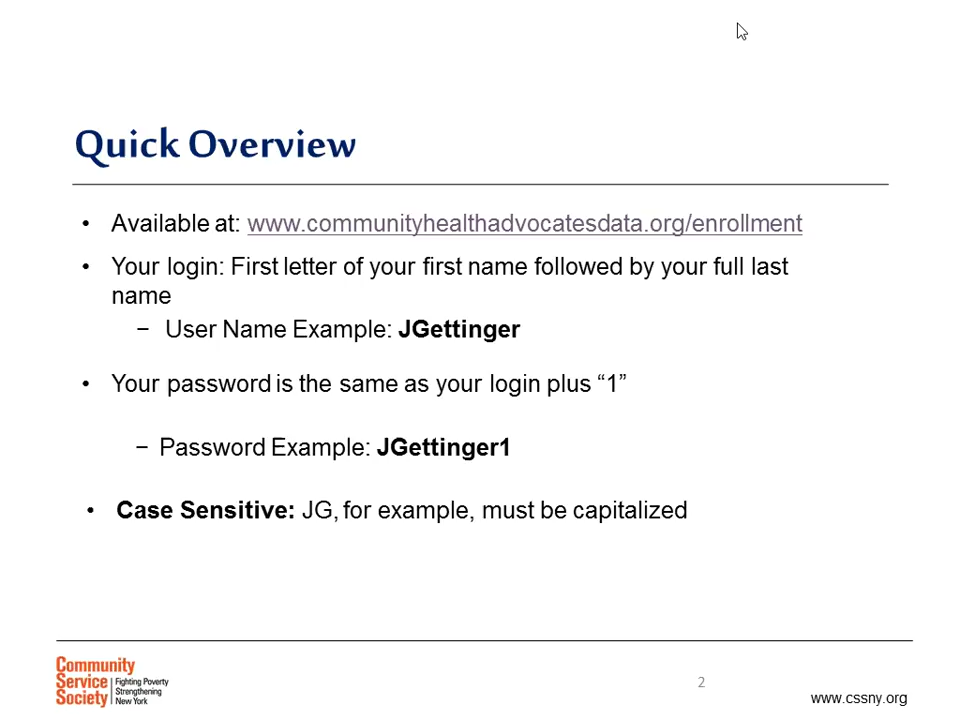 Quick Overview
• Available at: www.communityhealthadvocatesdata.org/enrollment
• Your login: First letter of your first name followed by your full last
name
− User Name Example: JGettinger
• Your password is the same as your login plus “1”
− Password Example: JGettinger1
• Case Sensitive: JG, for example, must be capitalized
Community
Service
Society
Fighting Poverty
Strengthening
New York
2
www.cssny.org